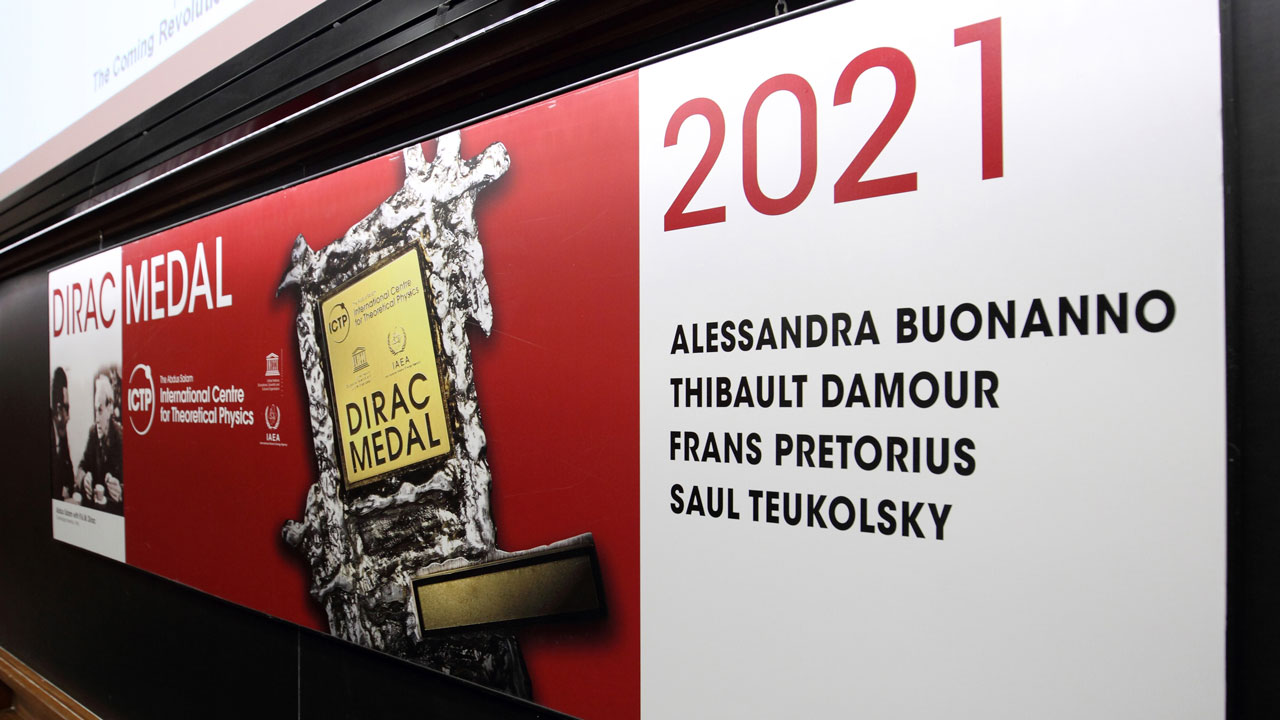 The Coming Revolutio
2021
DIRAC MEDAL
ICTP
The Abdus Salam
International Centre
for Theoretical Physics
IAEA
ICTP
International Centre
for Theoretical Physics
IAEA
DIRAC
MEDAL
ALESSANDRA BUONANNO
THIBAULT DAMOUR
FRANS PRETORIUS
SAUL TEUKOLSKY